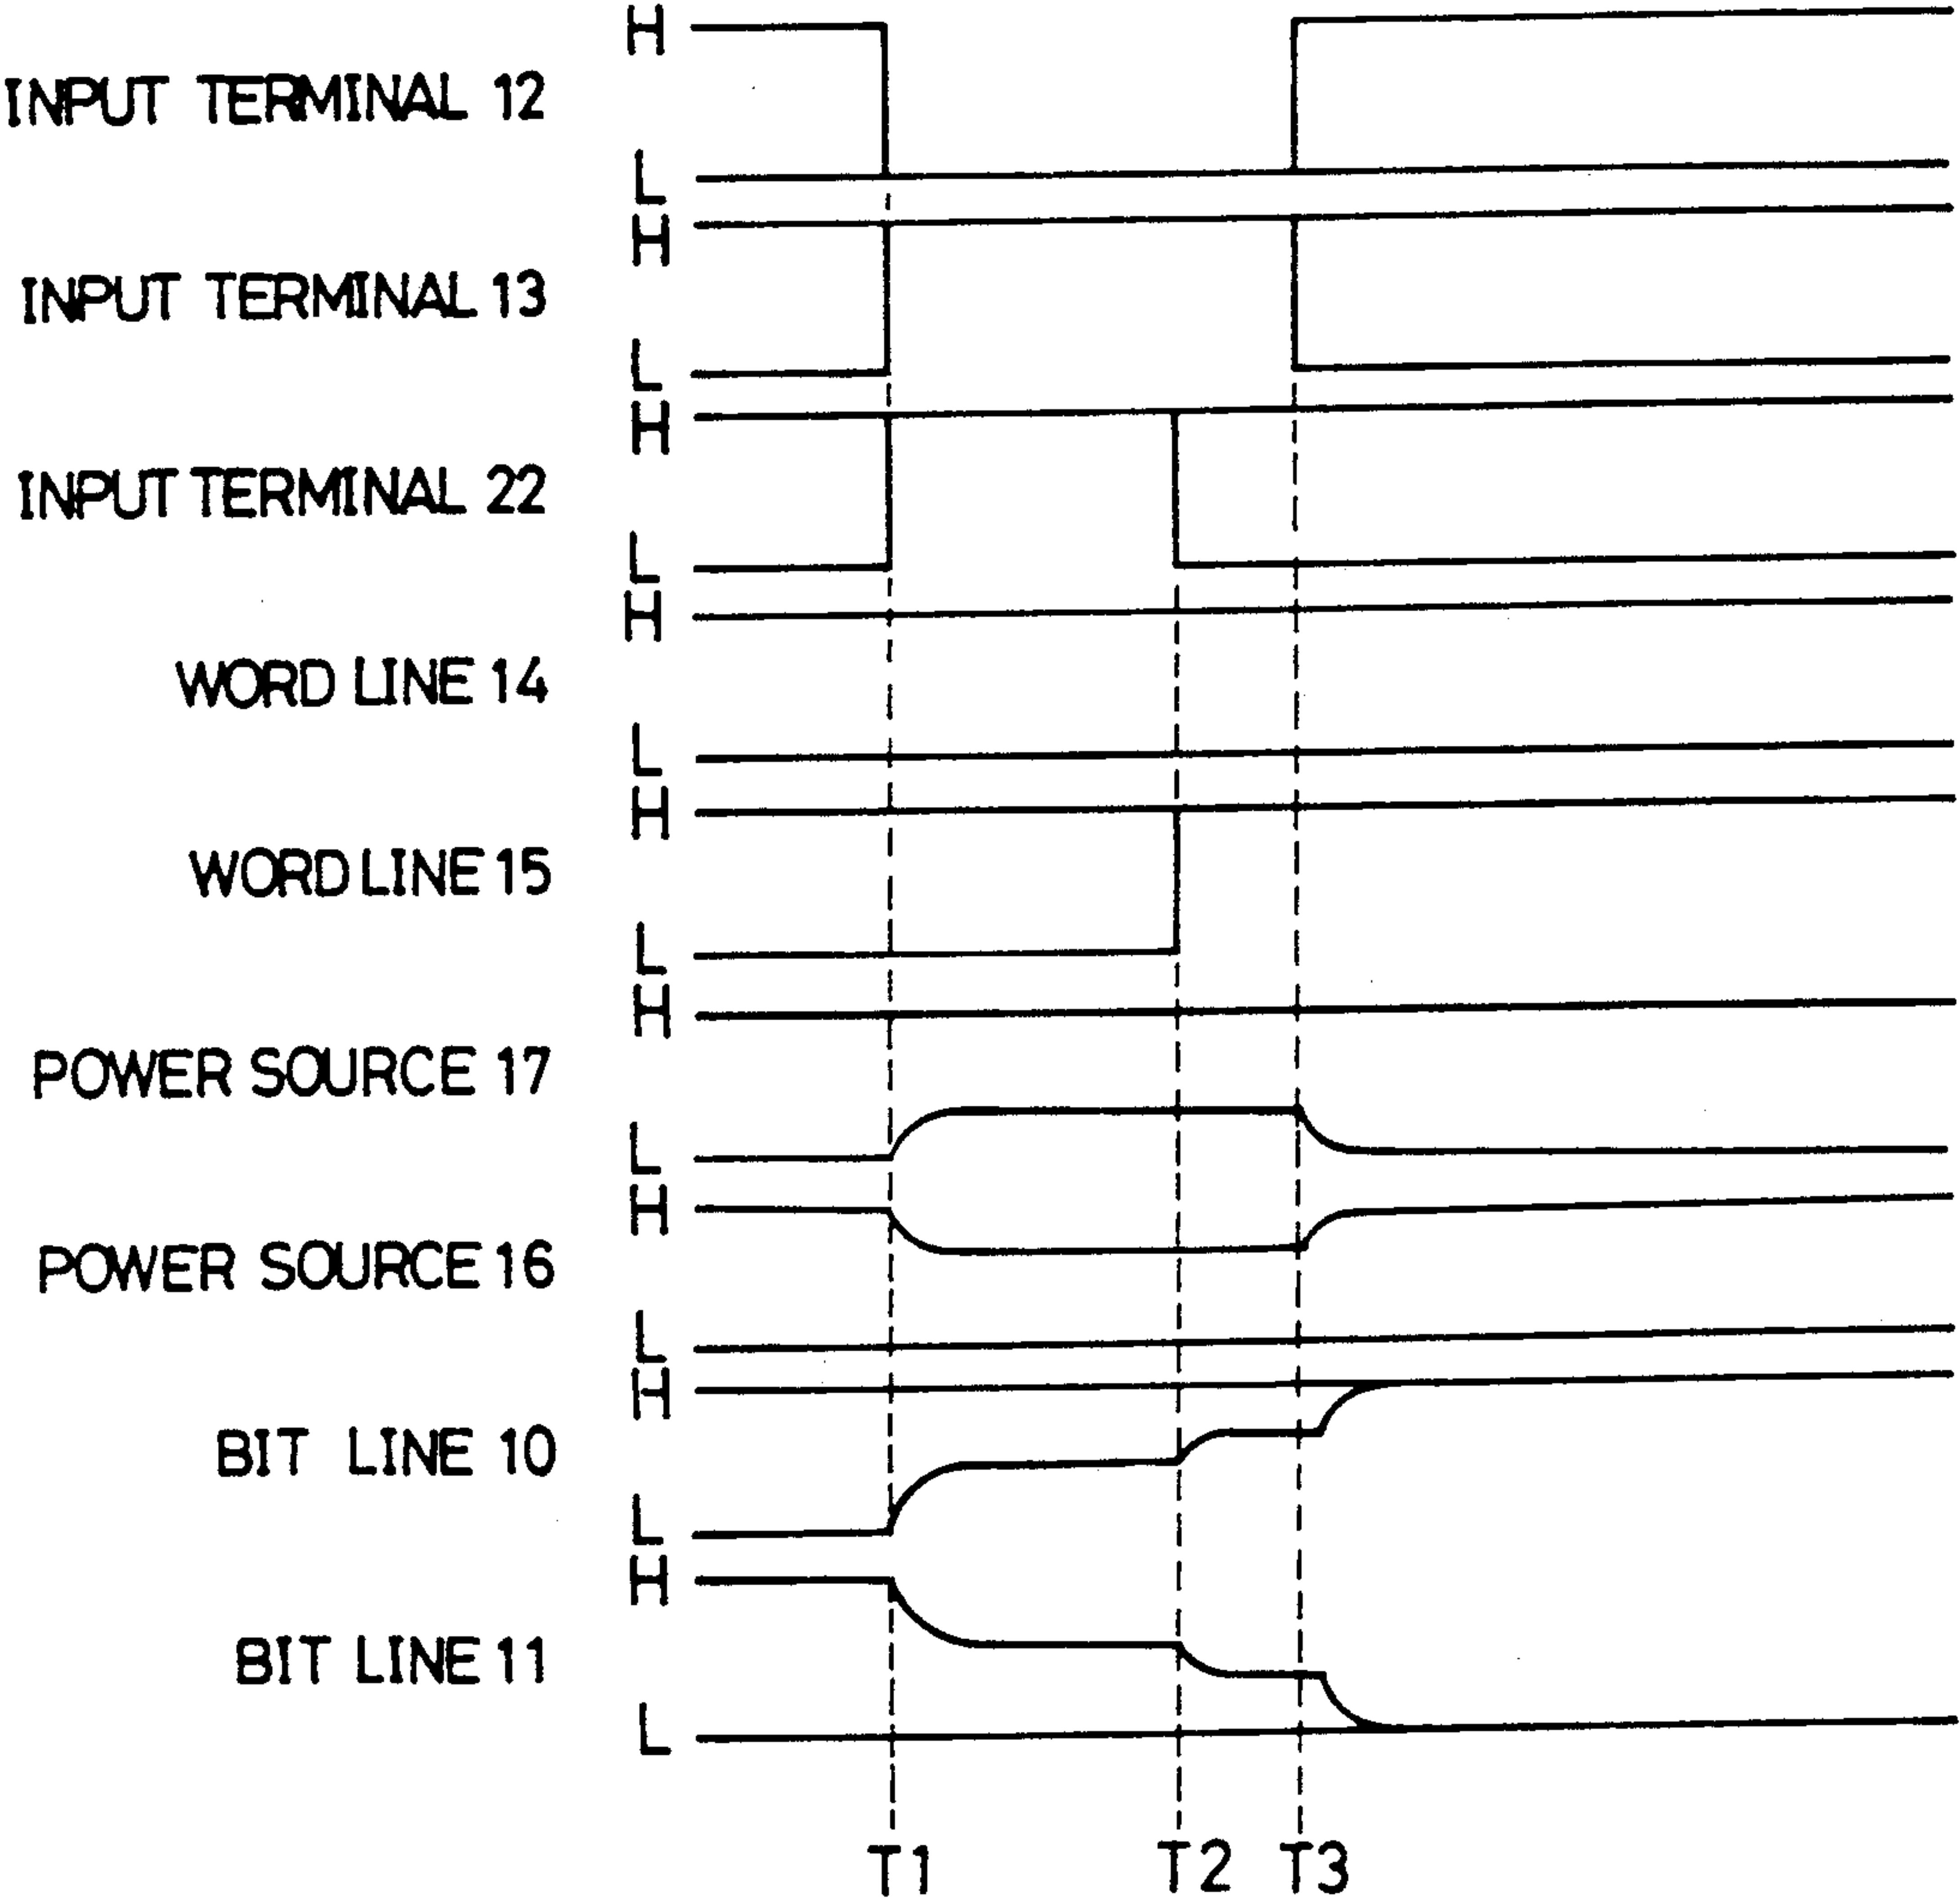 H
INPUT TERMINAL 12
L
H
INPUT TERMINAL 13
L
H
INPUT TERMINAL 22
L
H
WORD LINE 14
L
H
WORD LINE 15
L
H
POWER SOURCE 17
L
H
POWER SOURCE 16
L
H
BIT LINE 10
L
H
BIT LINE 11
L
T1 T2 T3